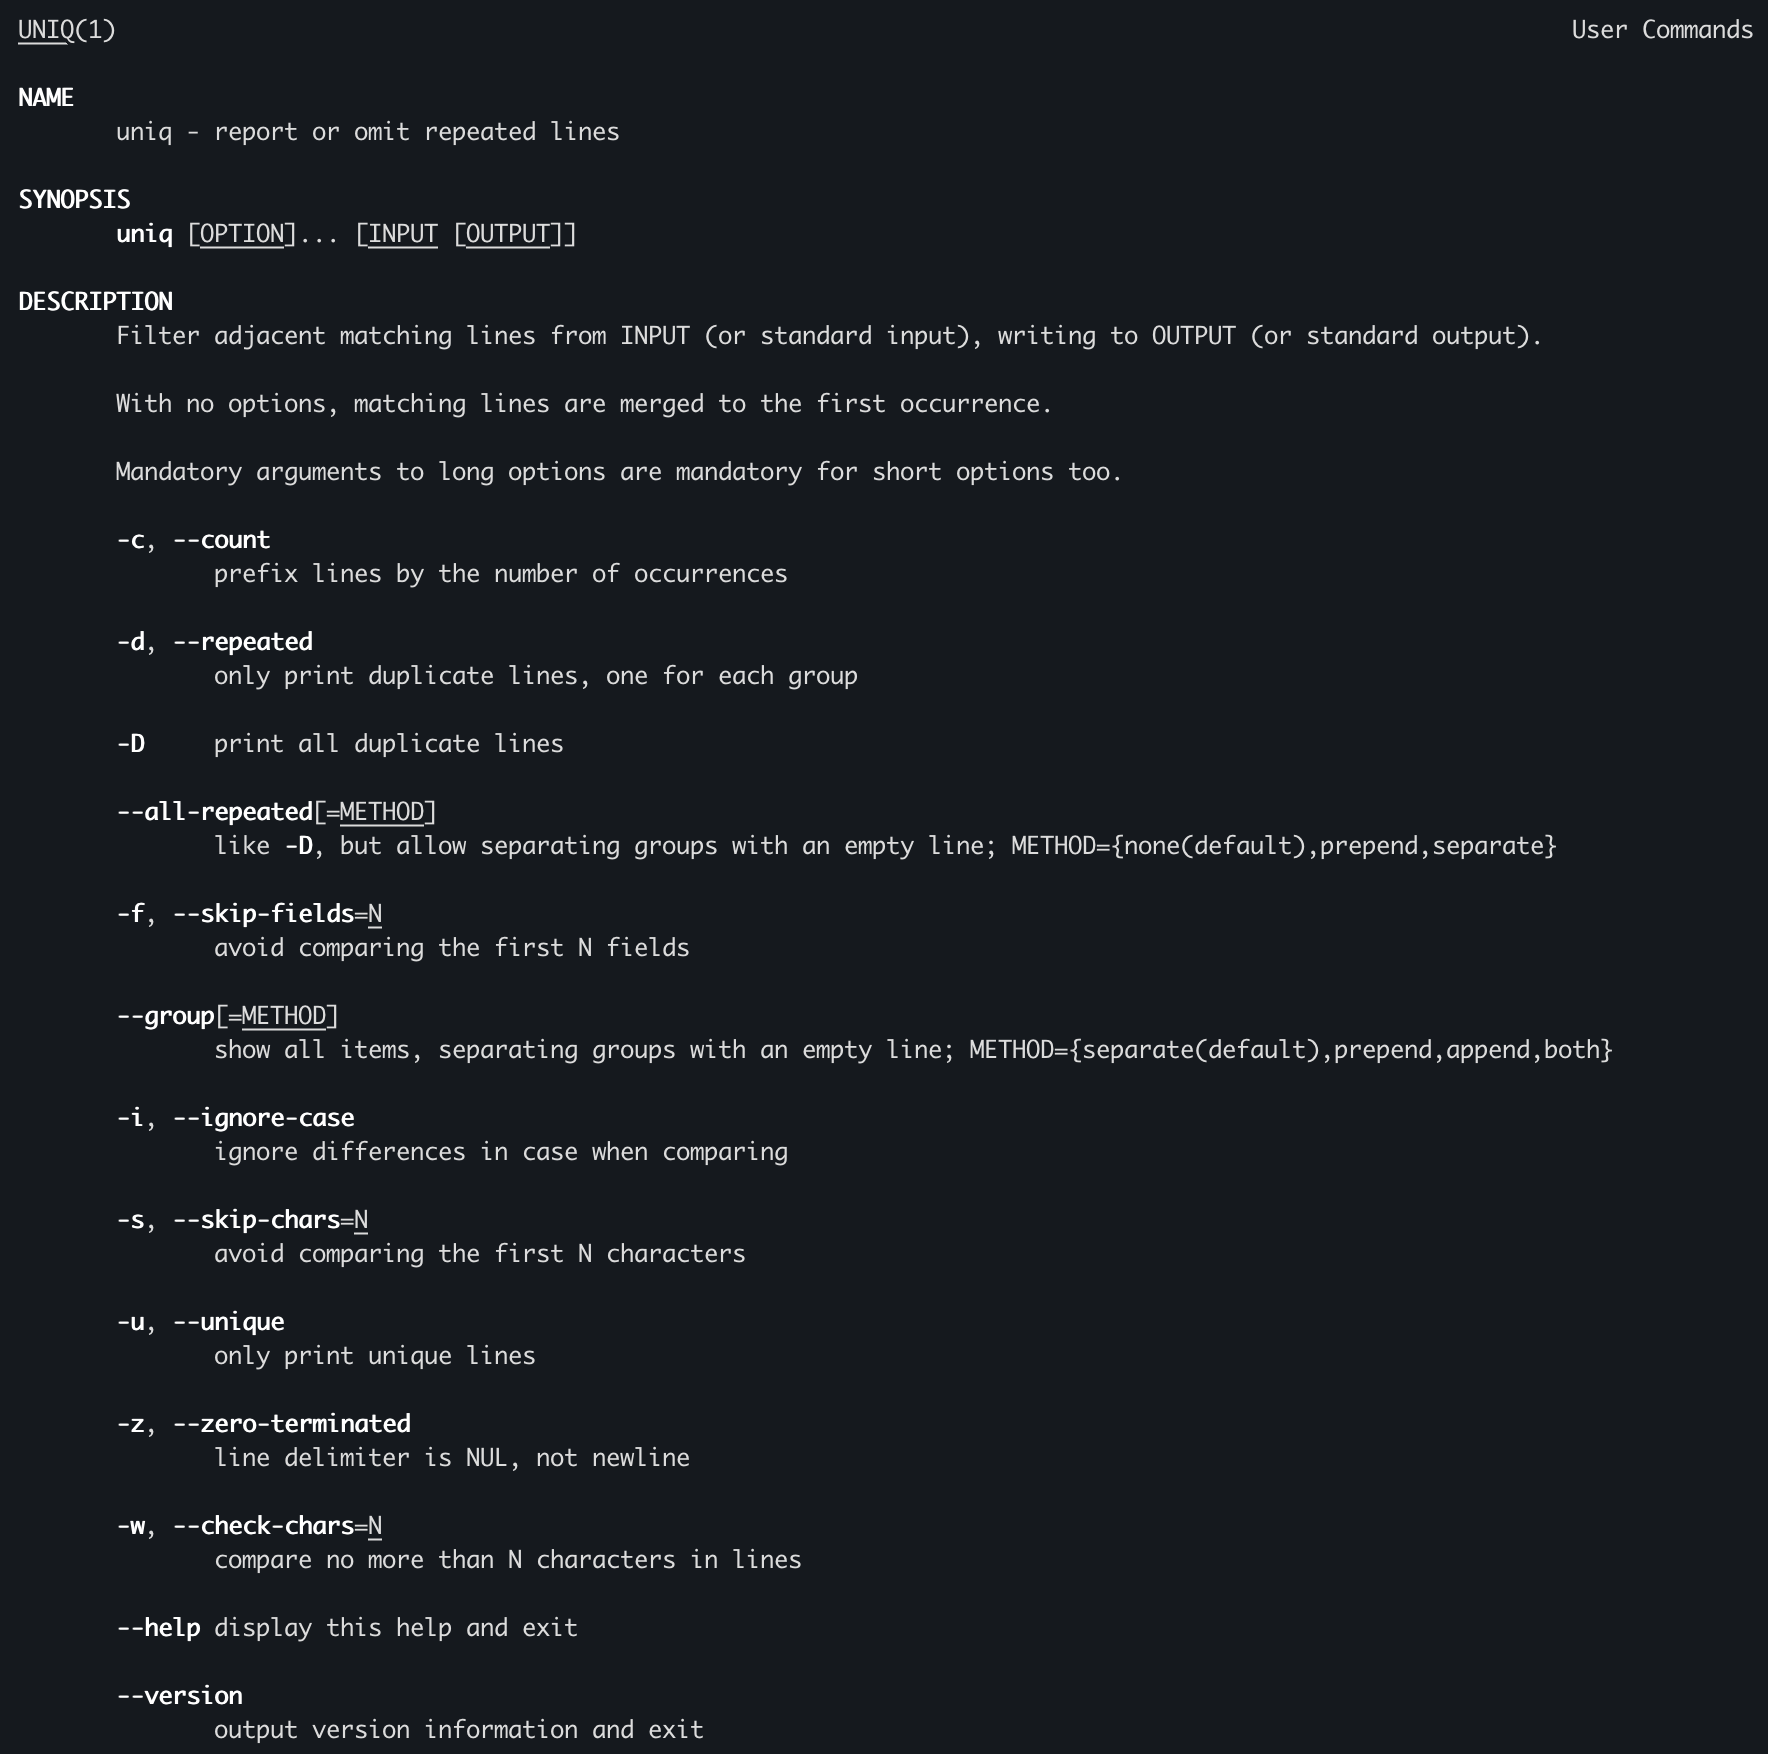 UNIQ(1) User Commands
NAME
uniq - report or omit repeated lines
SYNOPSIS
uniq [OPTION]... [INPUT [OUTPUT]]
DESCRIPTION
Filter adjacent matching lines from INPUT (or standard input), writing to OUTPUT (or standard output).
With no options, matching lines are merged to the first occurrence.
Mandatory arguments to long options are mandatory for short options too.
-c, --count
prefix lines by the number of occurrences
-d, --repeated
only print duplicate lines, one for each group
-D print all duplicate lines
--all-repeated[=METHOD]
like -D, but allow separating groups with an empty line; METHOD={none(default),prepend,separate}
-f, --skip-fields=N
avoid comparing the first N fields
--group[=METHOD]
show all items, separating groups with an empty line; METHOD={separate(default),prepend,append,both}
-i, --ignore-case
ignore differences in case when comparing
-s, --skip-chars=N
avoid comparing the first N characters
-u, --unique
only print unique lines
-z, --zero-terminated
line delimiter is NUL, not newline
-w, --check-chars=N
compare no more than N characters in lines
--help display this help and exit
--version
output version information and exit